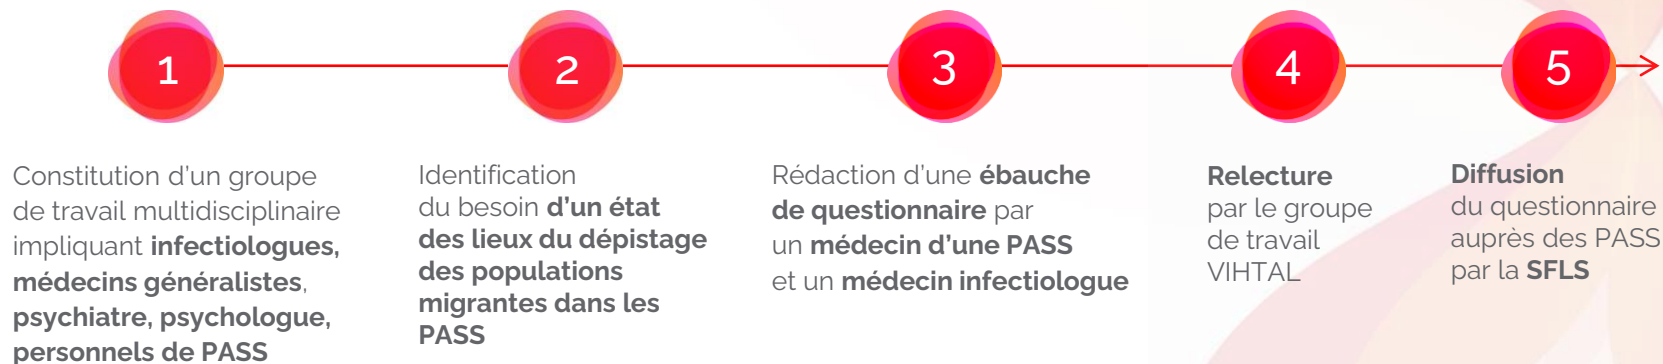 1
Constitution d'un groupe
de travail multidisciplinaire
impliquant infectiologues,
médecins généralistes,
psychiatre, psychologue,
personnels de PASS
2
Identification
du besoin d'un état
des lieux du dépistage
des populations
migrantes dans les
PASS
3
Rédaction d'une ébauche
de questionnaire par
un médecin d'une PASS
et un médecin infectiologue
4
Relecture
par le groupe
de travail
VIHTAL
5
Diffusion
du questionnaire
auprès des PASS
par la SFLS